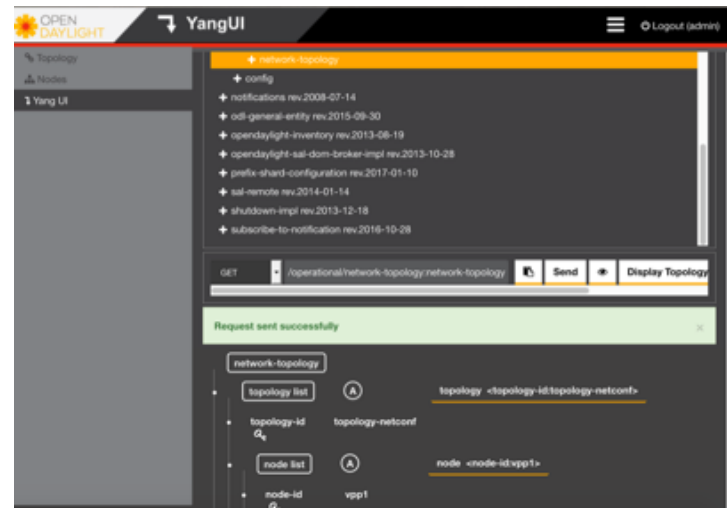 OPEN
DAYLIGHT
YangUI
Logout (admin)
Topology
Nodes
Yang UI
network-topology
config
notifications rev.2008-07-14
odl-general-entity rev.2015-09-30
opendaylight-inventory rev.2013-08-19
opendaylight-sal-dom-broker-impl rev.2013-10-28
prefix-shard-configuration rev.2017-01-10
sal-remote rev.2014-01-14
shutdown-impl rev.2013-12-18
subscribe-to-notification rev.2016-10-28
GET /operational/network-topology:network-topology Send Display Topology
Request sent successfully ×
network-topology
topology list A topology <topology-id:topology-netconf>
topology-id topology-netconf
node list A node <node-id:vpp1>
node-id vpp1